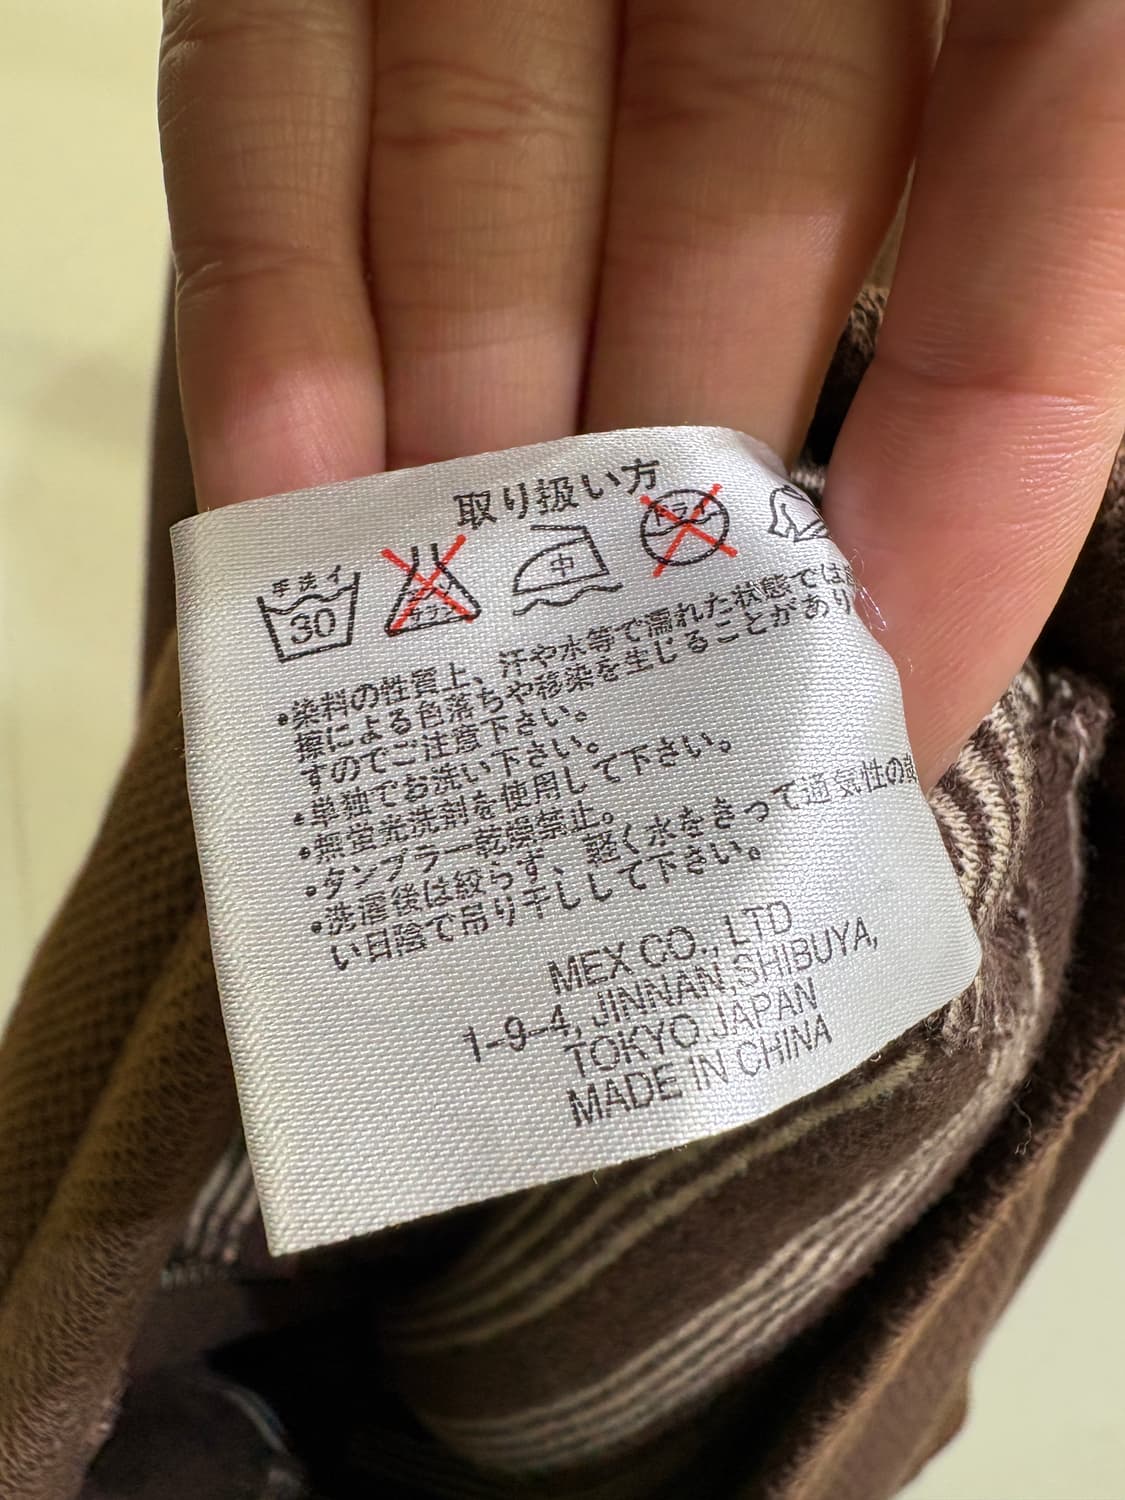 取り扱い方
手洗イ
30
中
ドライ
・染料の性質上、汗や水等で濡れた状態では
擦による色落ちや移染を生じることがあり
すのでご注意下さい。
・単独でお洗い下さい。
・無蛍光洗剤を使用して下さい。
・タンブラー乾燥禁止。
・洗濯後は絞らず、軽く水をきって通気性の
い日陰で吊り干しして下さい。
MEX CO., LTD
1-9-4, JINNAN,SHIBUYA,
TOKYO.JAPAN
MADE IN CHINA